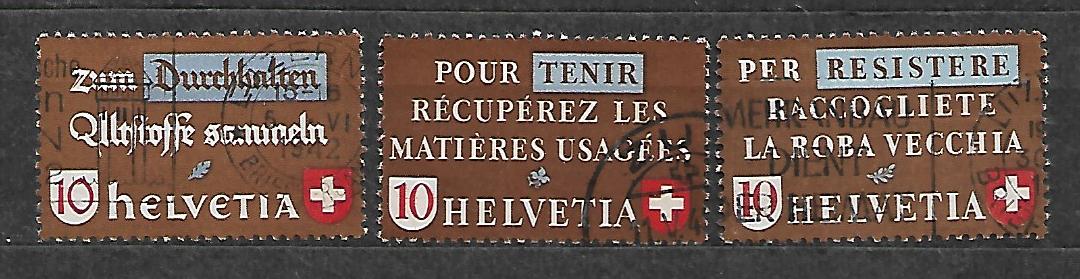 Zum Durchhalten
Altstoffe sammeln
10 HELVETIA
POUR TENIR
RÉCUPÉREZ LES
MATIÈRES USAGÉES
10 HELVETIA
PER RESISTERE
RACCOGLIETE
LA ROBA VECCHIA
10 HELVETIA